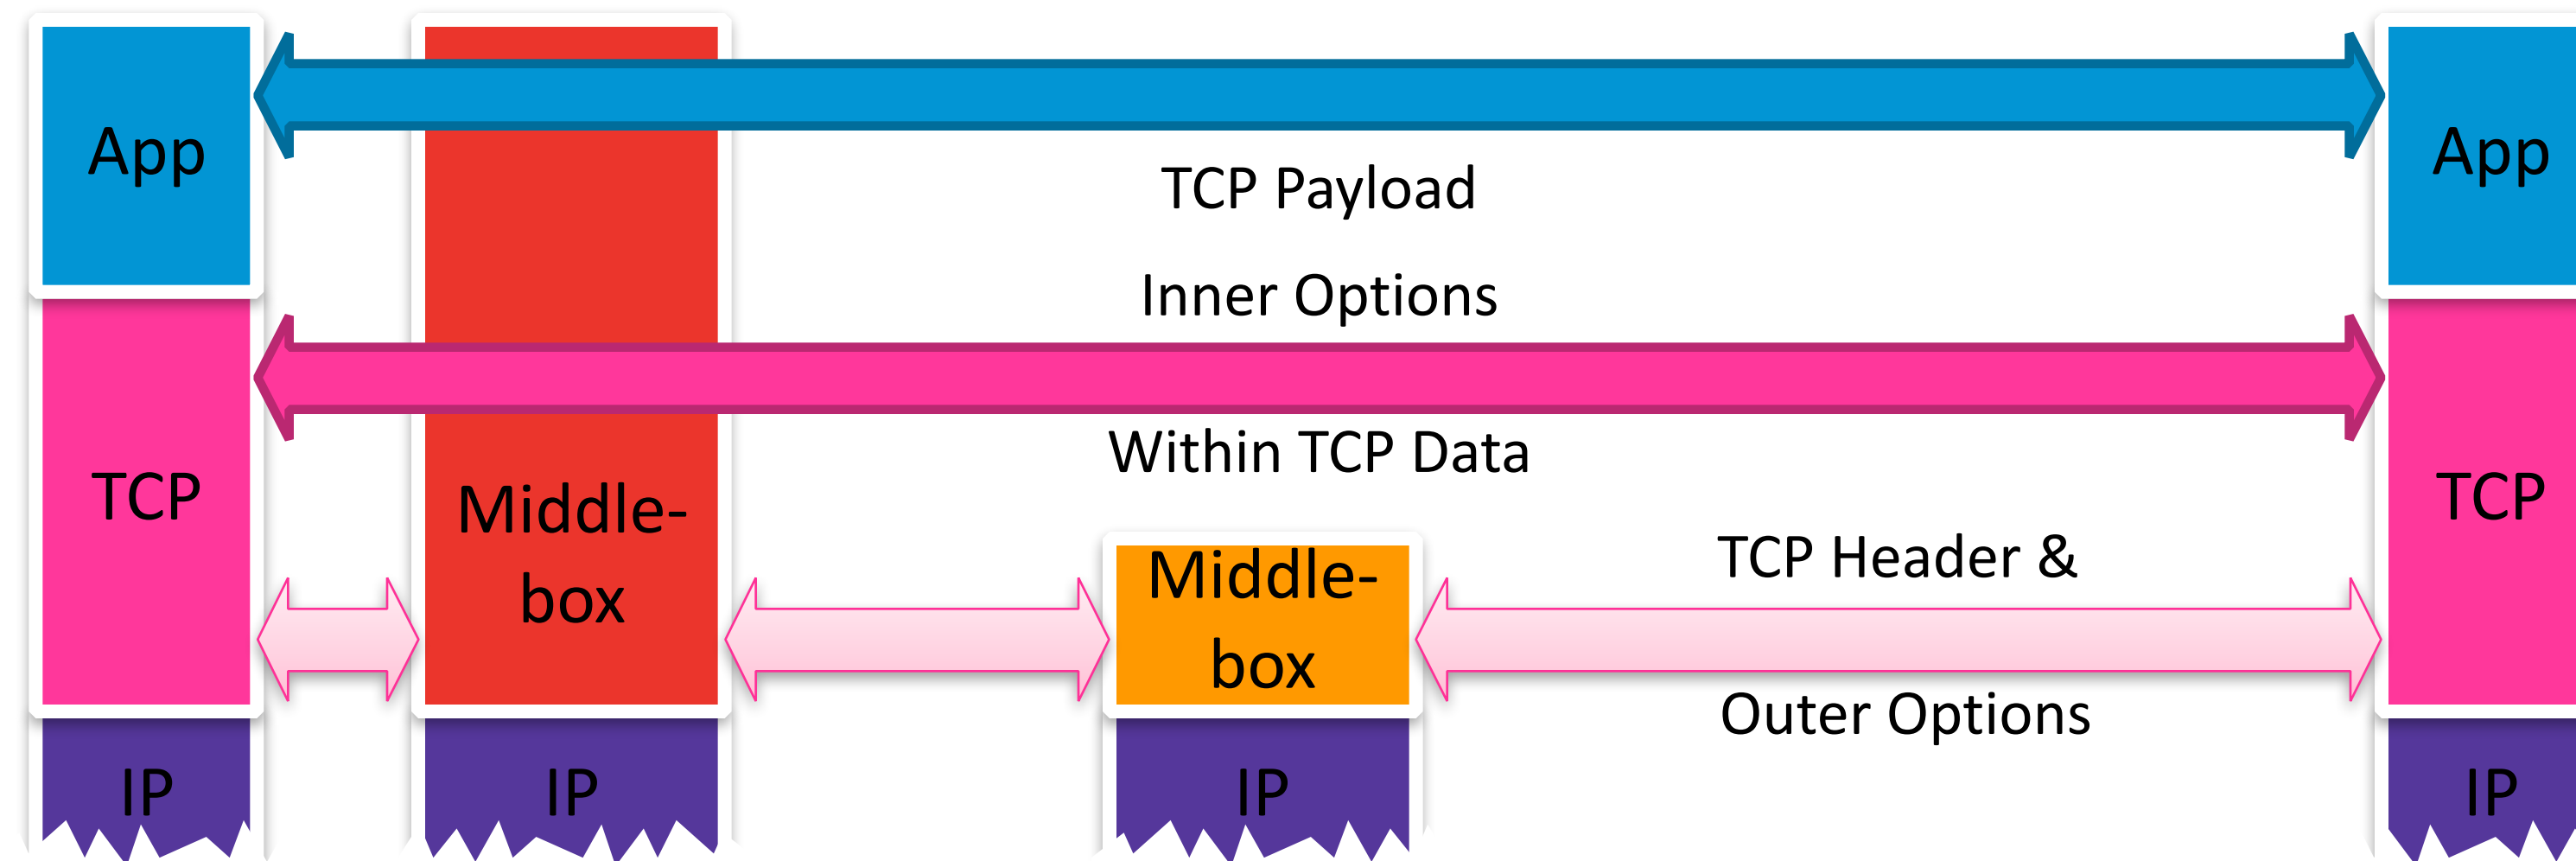 App
App
TCP Payload
Inner Options
Within TCP Data
TCP
Middle-
box
Middle-
box
TCP Header &
Outer Options
TCP
IP
IP
IP
IP